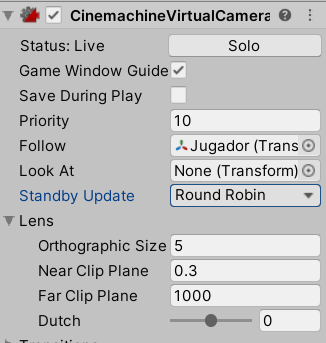 CinemachineVirtualCamera
Status: Live Solo
Game Window Guide
Save During Play
Priority 10
Follow Jugador (Trans
Look At None (Transform)
Standby Update Round Robin
Lens
Orthographic Size 5
Near Clip Plane 0.3
Far Clip Plane 1000
Dutch 0